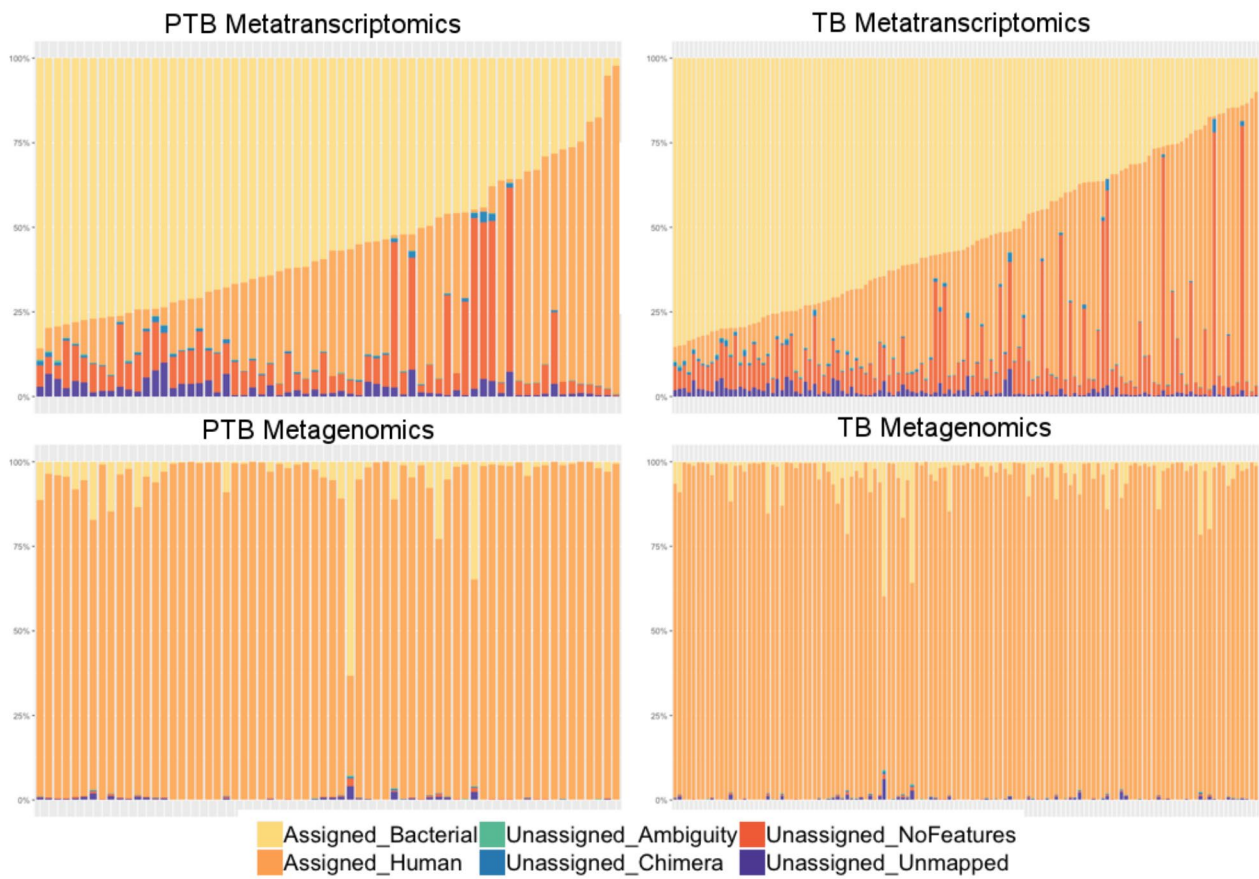 PTB Metatranscriptomics TB Metatranscriptomics
100% 100%
75% 75%
50% 50%
25% 25%
0% 0%
PTB Metagenomics TB Metagenomics
100% 100%
75% 75%
50% 50%
25% 25%
0% 0%
Assigned_Bacterial Unassigned_Ambiguity Unassigned_NoFeatures
Assigned_Human Unassigned_Chimera Unassigned_Unmapped